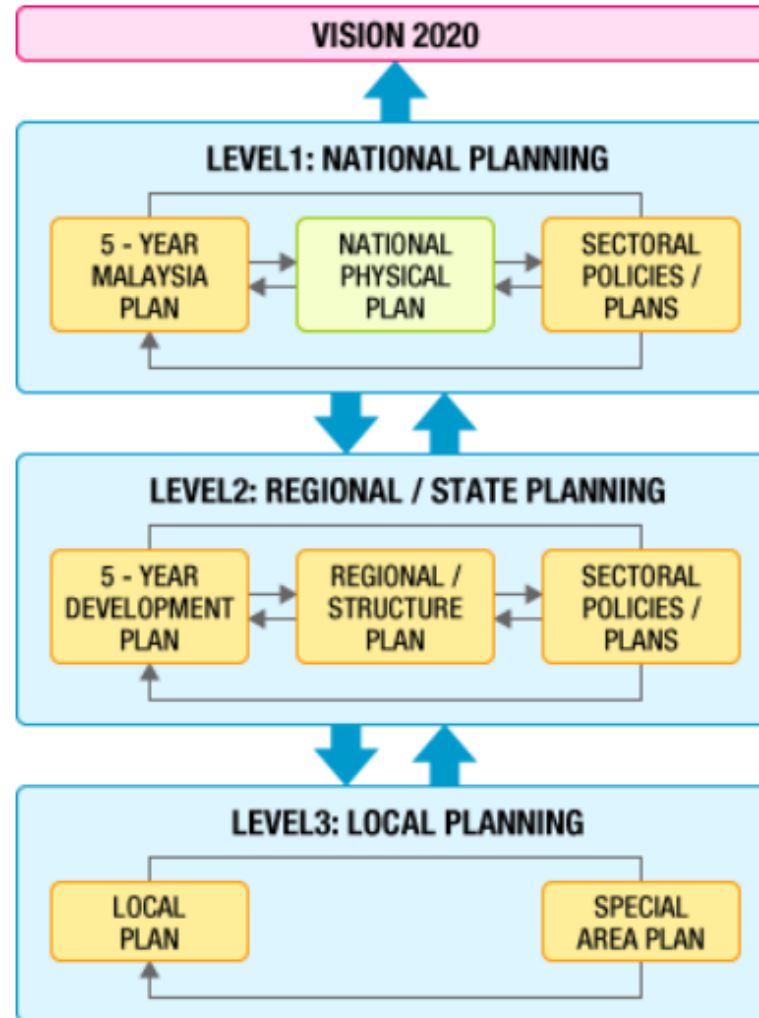 VISION 2020
LEVEL1: NATIONAL PLANNING
5 - YEAR
MALAYSIA
PLAN
NATIONAL
PHYSICAL
PLAN
SECTORAL
POLICIES /
PLANS
LEVEL2: REGIONAL / STATE PLANNING
5 - YEAR
DEVELOPMENT
PLAN
REGIONAL /
STRUCTURE
PLAN
SECTORAL
POLICIES /
PLANS
LEVEL3: LOCAL PLANNING
LOCAL
PLAN
SPECIAL
AREA PLAN